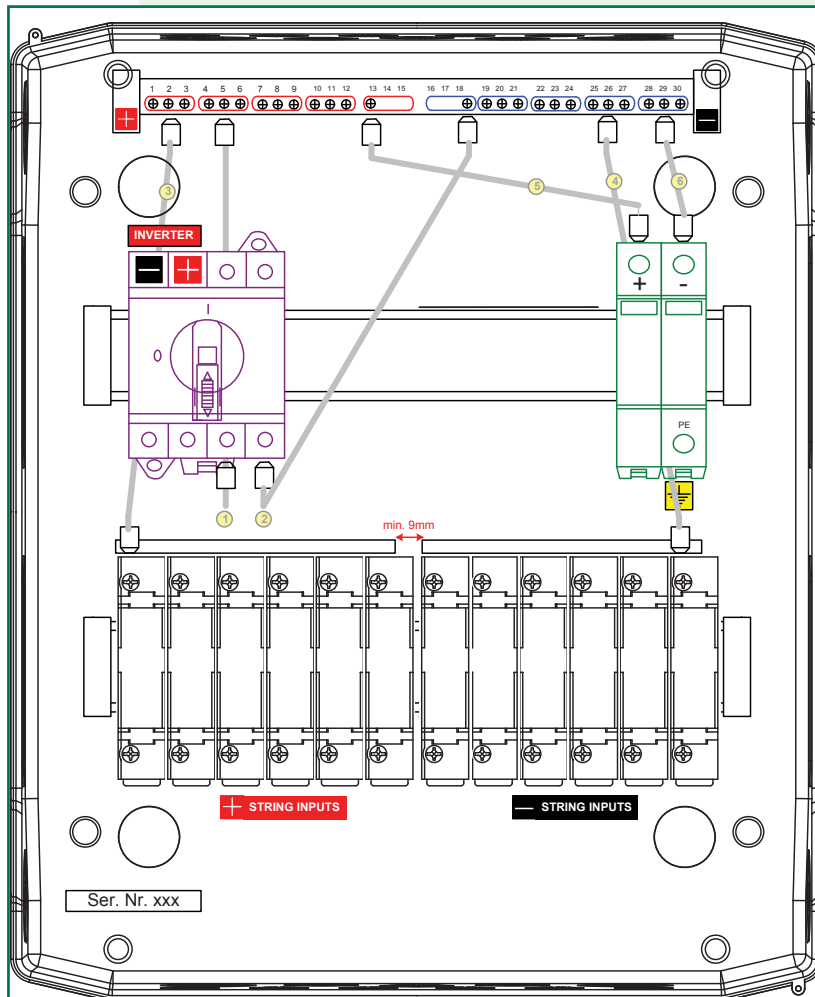 1 2 3 4 5 6 7 8 9 10 11 12 13 14 15 16 17 18 19 20 21 22 23 24 25 26 27 28 29 30
+ −
3 5 4 6
INVERTER
− +
+ -
I
O
PE
1 2
min. 9mm
+ STRING INPUTS − STRING INPUTS
Ser. Nr. xxx